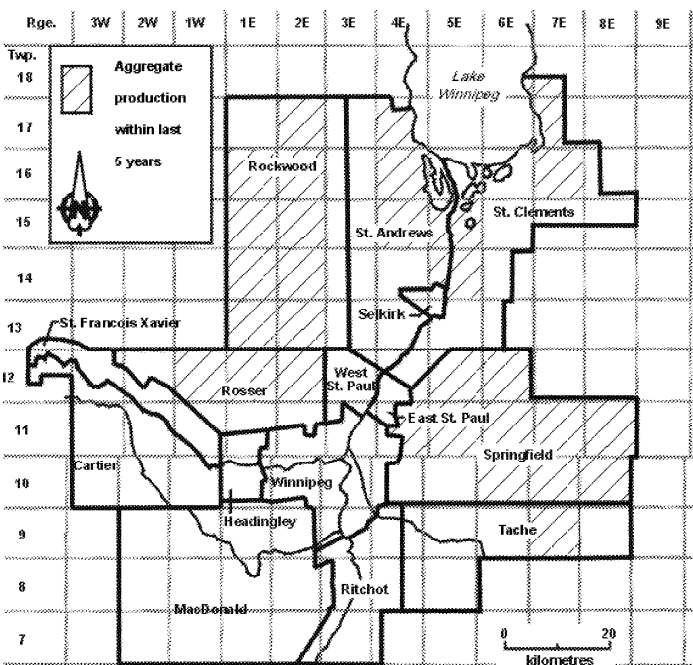 Rge. 3W 2W 1W 1E 2E 3E 4E 5E 6E 7E 8E 9E
Twp.
18
17
16
15
14
13
12
11
10
9
8
7
Aggregate
production
within last
5 years
N
Lake
Winnipeg
Rockwood
St. Andrews
St. Clements
Selkirk
St. Francois Xavier
West
St. Paul
Rosser
East St. Paul
Springfield
Cartier
Winnipeg
Headingley
Tache
Ritchot
MacDonald
0 20
kilometres